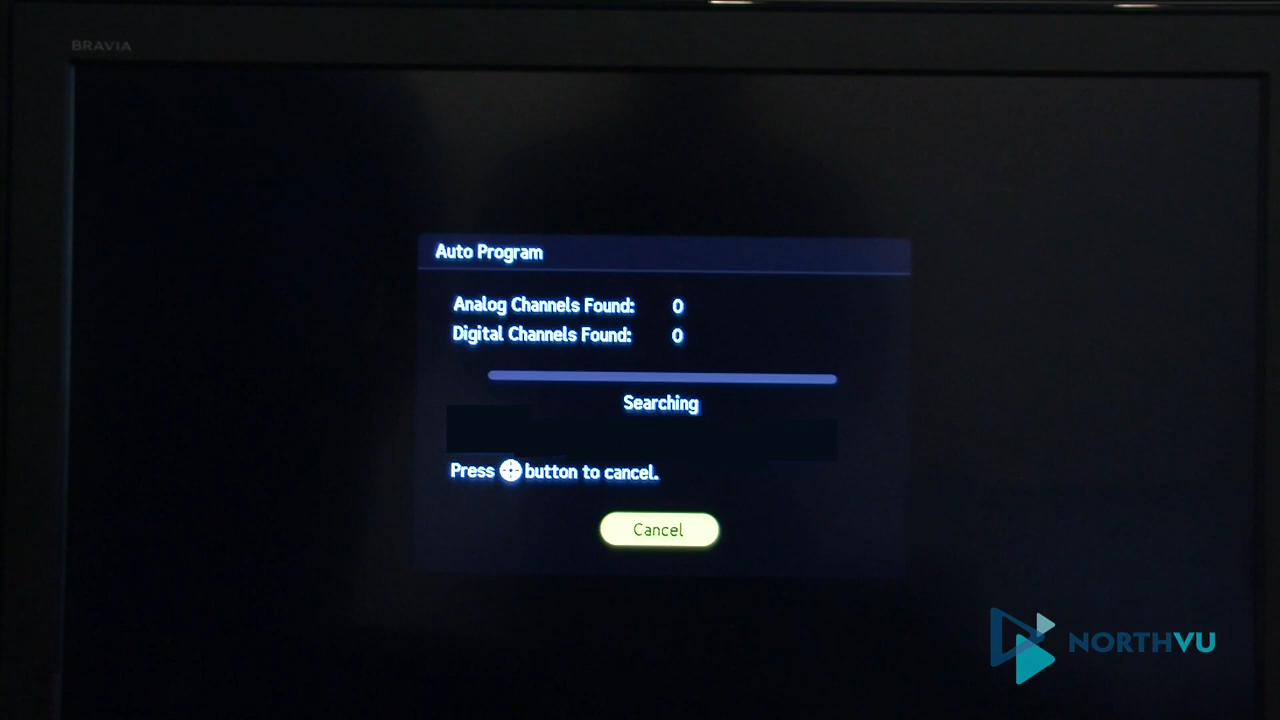 BRAVIA
Auto Program
Analog Channels Found: 0
Digital Channels Found: 0
Searching
Press button to cancel.
Cancel
NORTHVU